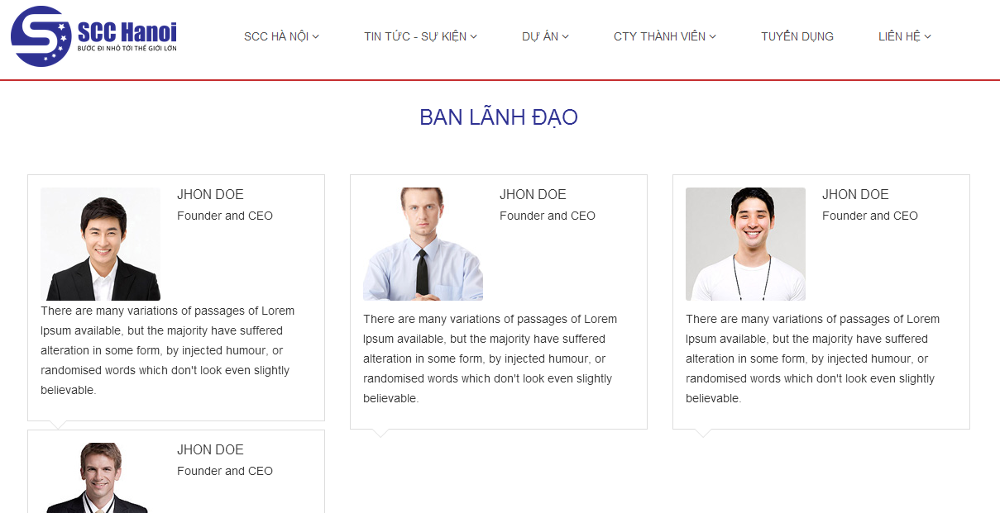 SCC Hanoi
BƯỚC ĐI NHỎ TỚI THẾ GIỚI LỚN
SCC HÀ NỘI
TIN TỨC - SỰ KIỆN
DỰ ÁN
CTY THÀNH VIÊN
TUYỂN DỤNG
LIÊN HỆ
BAN LÃNH ĐẠO
JHON DOE
Founder and CEO
There are many variations of passages of Lorem
Ipsum available, but the majority have suffered
alteration in some form, by injected humour, or
randomised words which don't look even slightly
believable.
JHON DOE
Founder and CEO
There are many variations of passages of Lorem
Ipsum available, but the majority have suffered
alteration in some form, by injected humour, or
randomised words which don't look even slightly
believable.
JHON DOE
Founder and CEO
There are many variations of passages of Lorem
Ipsum available, but the majority have suffered
alteration in some form, by injected humour, or
randomised words which don't look even slightly
believable.
JHON DOE
Founder and CEO